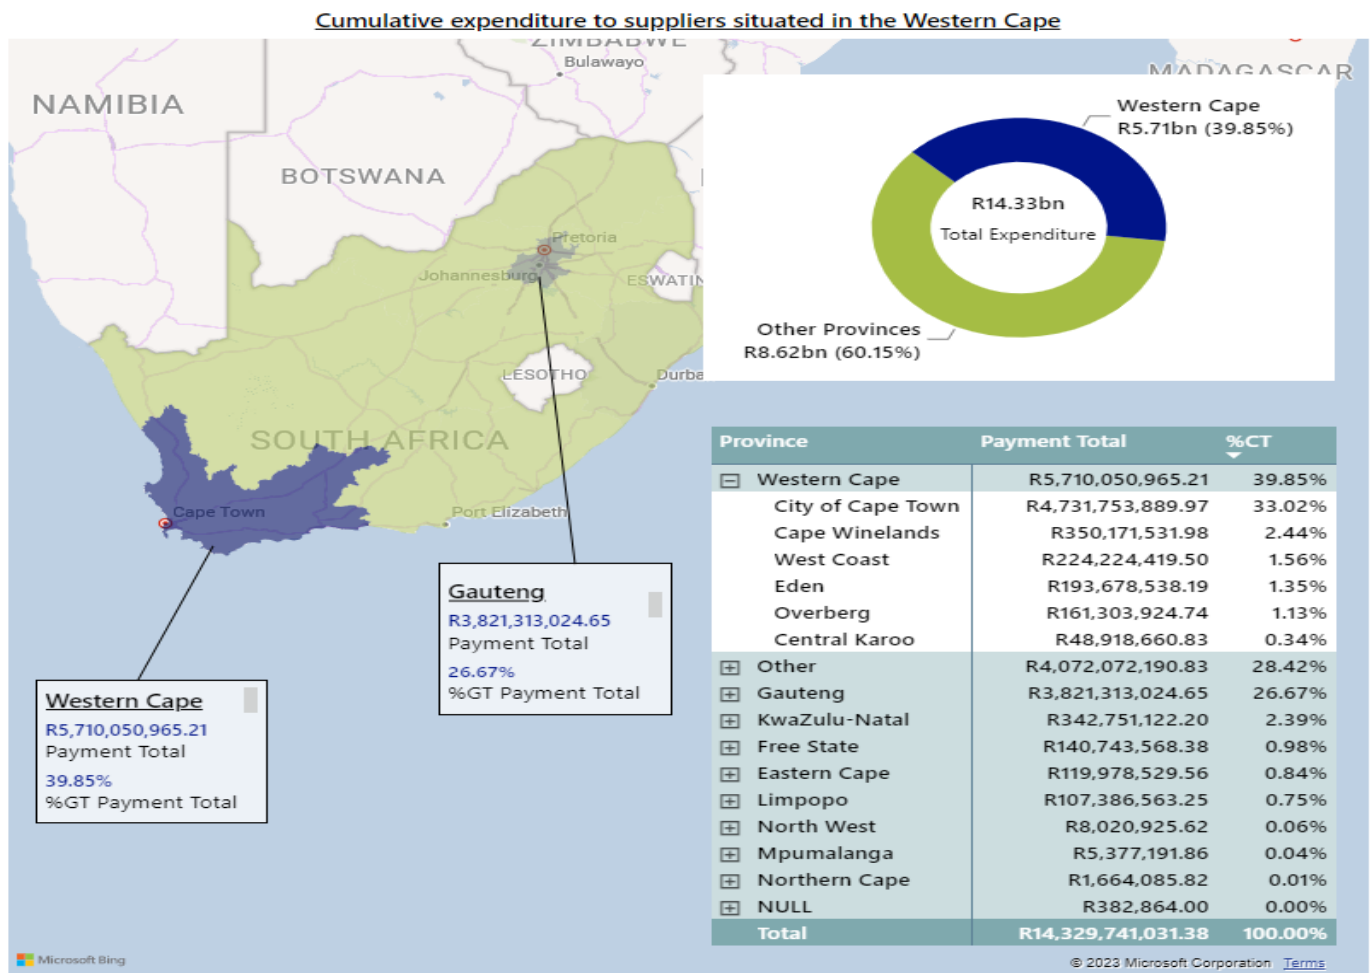 Cumulative expenditure to suppliers situated in the Western Cape
ZIMBABWE
Bulawayo
MADAGASCAR
NAMIBIA
BOTSWANA
Pretoria
Johannesburg
LESOTHO
SOUTH AFRICA
Cape Town
Port Elizabeth
Western Cape
R5.71bn (39.85%)
R14.33bn
Total Expenditure
Other Provinces
R8.62bn (60.15%)
Gauteng
R3,821,313,024.65
Payment Total
26.67%
%GT Payment Total
Western Cape
R5,710,050,965.21
Payment Total
39.85%
%GT Payment Total
Province Payment Total %CT
Western Cape R5,710,050,965.21 39.85%
City of Cape Town R4,731,753,889.97 33.02%
Cape Winelands R350,171,531.98 2.44%
West Coast R224,224,419.50 1.56%
Eden R193,678,538.19 1.35%
Overberg R161,303,924.74 1.13%
Central Karoo R48,918,660.83 0.34%
Other R4,072,072,190.83 28.42%
Gauteng R3,821,313,024.65 26.67%
KwaZulu-Natal R342,751,122.20 2.39%
Free State R140,743,568.38 0.98%
Eastern Cape R119,978,529.56 0.84%
Limpopo R107,386,563.25 0.75%
North West R8,020,925.62 0.06%
Mpumalanga R5,377,191.86 0.04%
Northern Cape R1,664,085.82 0.01%
NULL R382,864.00 0.00%
Total R14,329,741,031.38 100.00%
Microsoft Bing
© 2023 Microsoft Corporation Terms